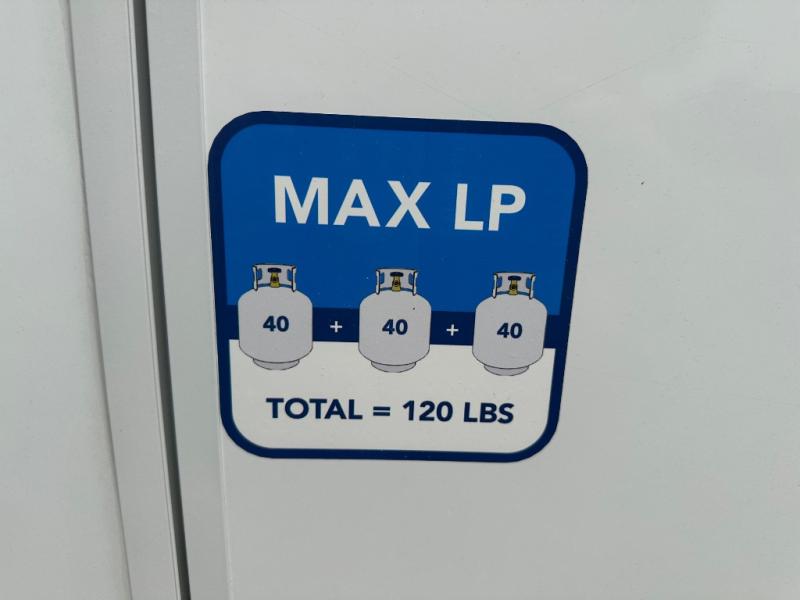 MAX LP
40 + 40 + 40
TOTAL = 120 LBS